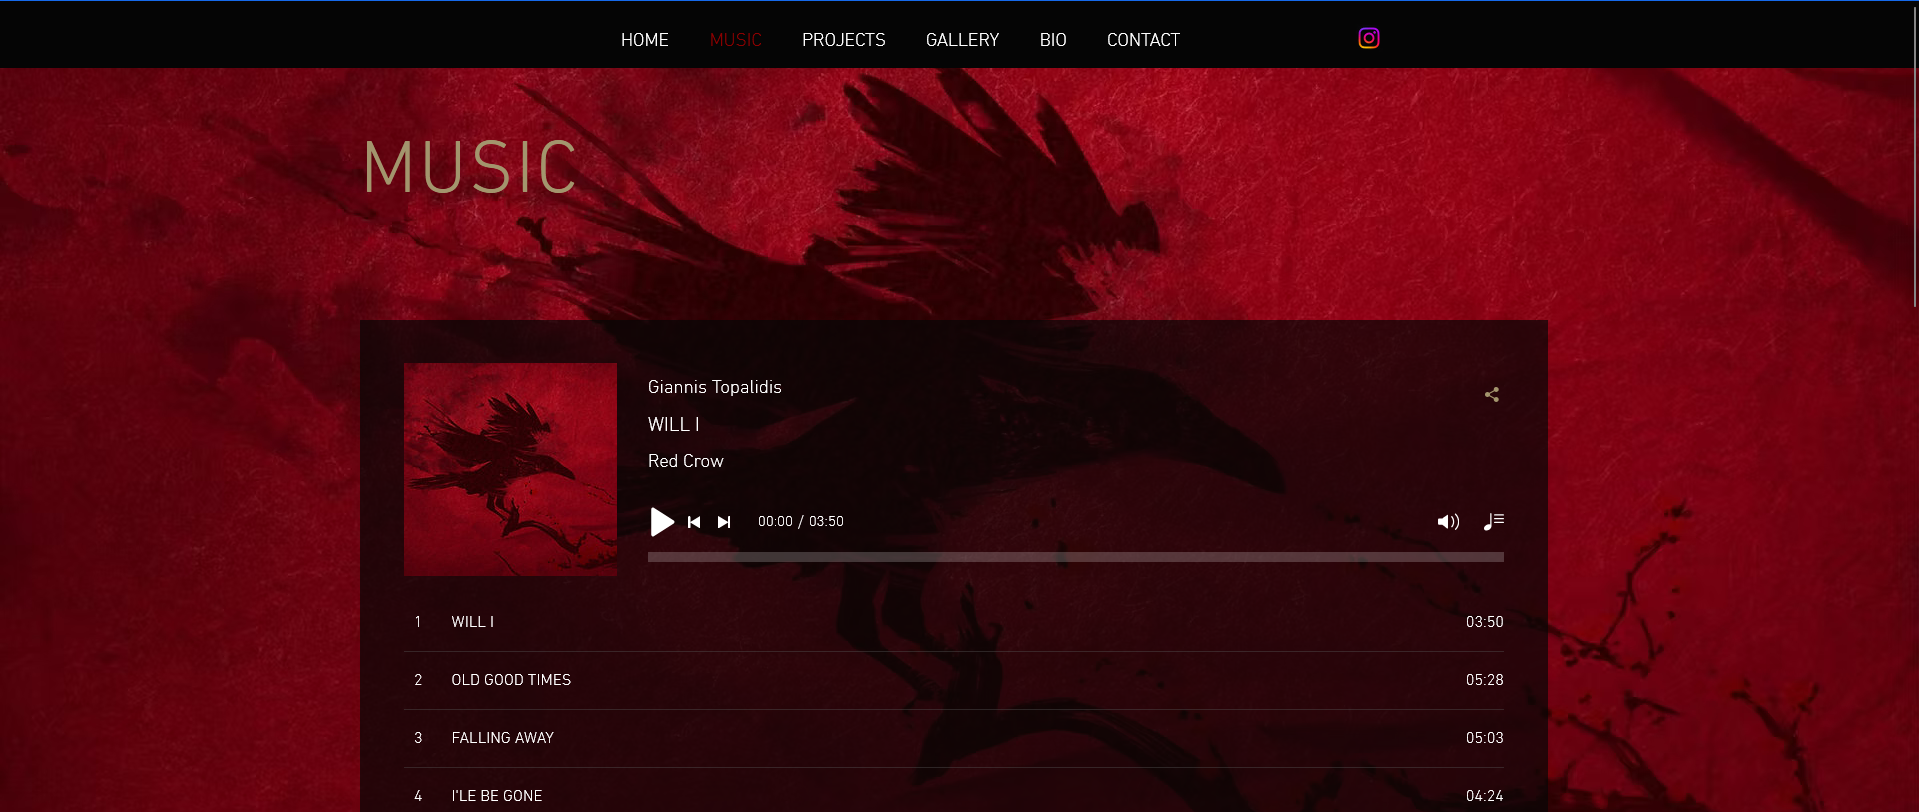 HOME MUSIC PROJECTS GALLERY BIO CONTACT
MUSIC
Giannis Topalidis
WILL I
Red Crow
00:00 / 03:50
1 WILL I 03:50
2 OLD GOOD TIMES 05:28
3 FALLING AWAY 05:03
4 I'LE BE GONE 04:24